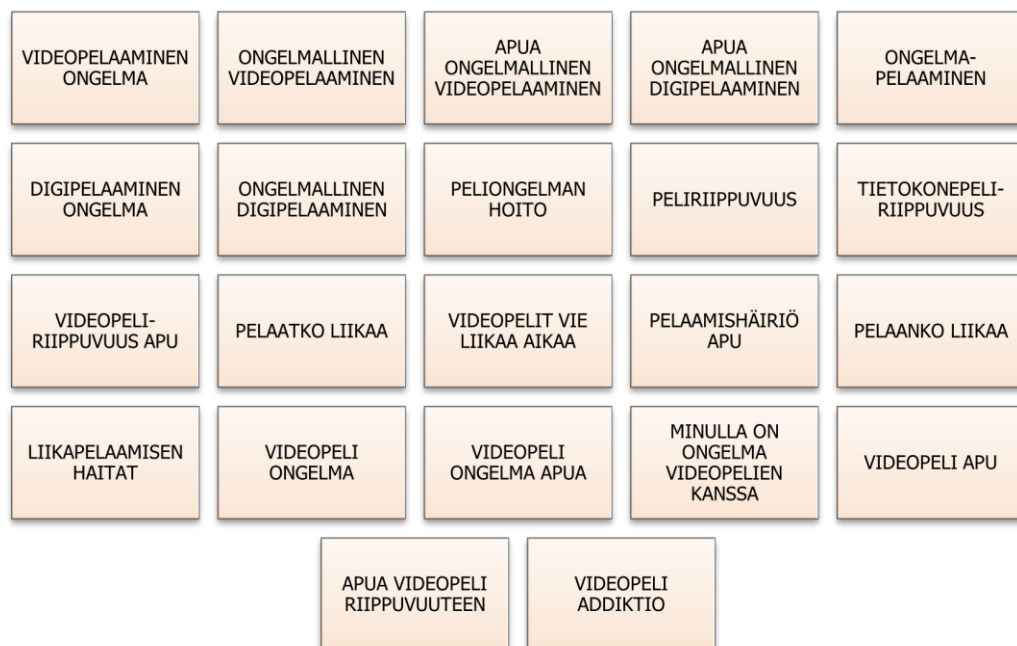 VIDEOPELAAMINEN
ONGELMA
ONGELMALLINEN
VIDEOPELAAMINEN
APUA
ONGELMALLINEN
VIDEOPELAAMINEN
APUA
ONGELMALLINEN
DIGIPELAAMINEN
ONGELMA-
PELAAMINEN
DIGIPELAAMINEN
ONGELMA
ONGELMALLINEN
DIGIPELAAMINEN
PELIONGELMAN
HOITO
PELIRIIPPUVUUS
TIETOKONEPELI-
RIIPPUVUUS
VIDEOPELI-
RIIPPUVUUS APU
PELAATKO LIIKAA
VIDEOPELIT VIE
LIIKAA AIKAA
PELAAMISHÄIRIÖ
APU
PELAANKO LIIKAA
LIIKAPELAAMISEN
HAITAT
VIDEOPELI
ONGELMA
VIDEOPELI
ONGELMA APUA
MINULLA ON
ONGELMA
VIDEOPELIEN
KANSSA
VIDEOPELI APU
APUA VIDEOPELI
RIIPPUVUUTEEN
VIDEOPELI
ADDIKTIO